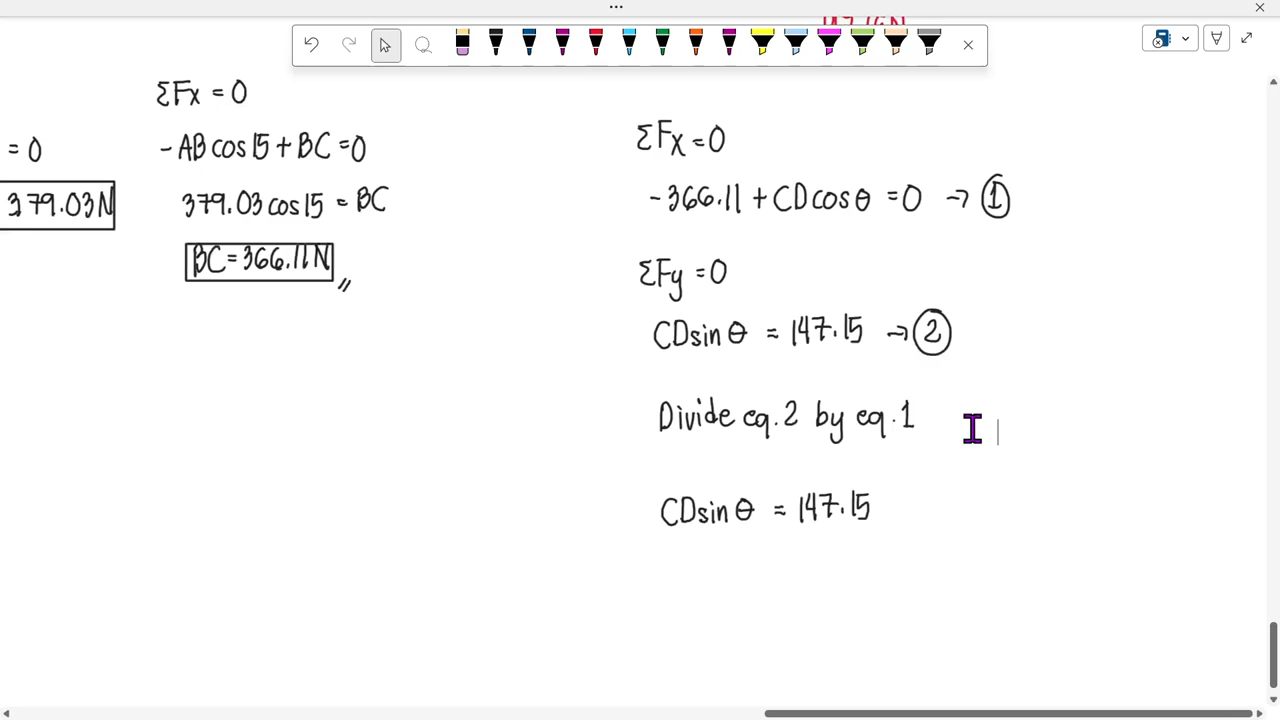 ΣFx = 0
= 0
-AB cos 15 + BC = 0
379.03N
379.03 cos 15 = BC
BC = 366.11N
ΣFx = 0
-366.11 + CD cos θ = 0 → 1
ΣFy = 0
CD sin θ = 147.15 → 2
Divide eq. 2 by eq. 1
CD sin θ = 147.15